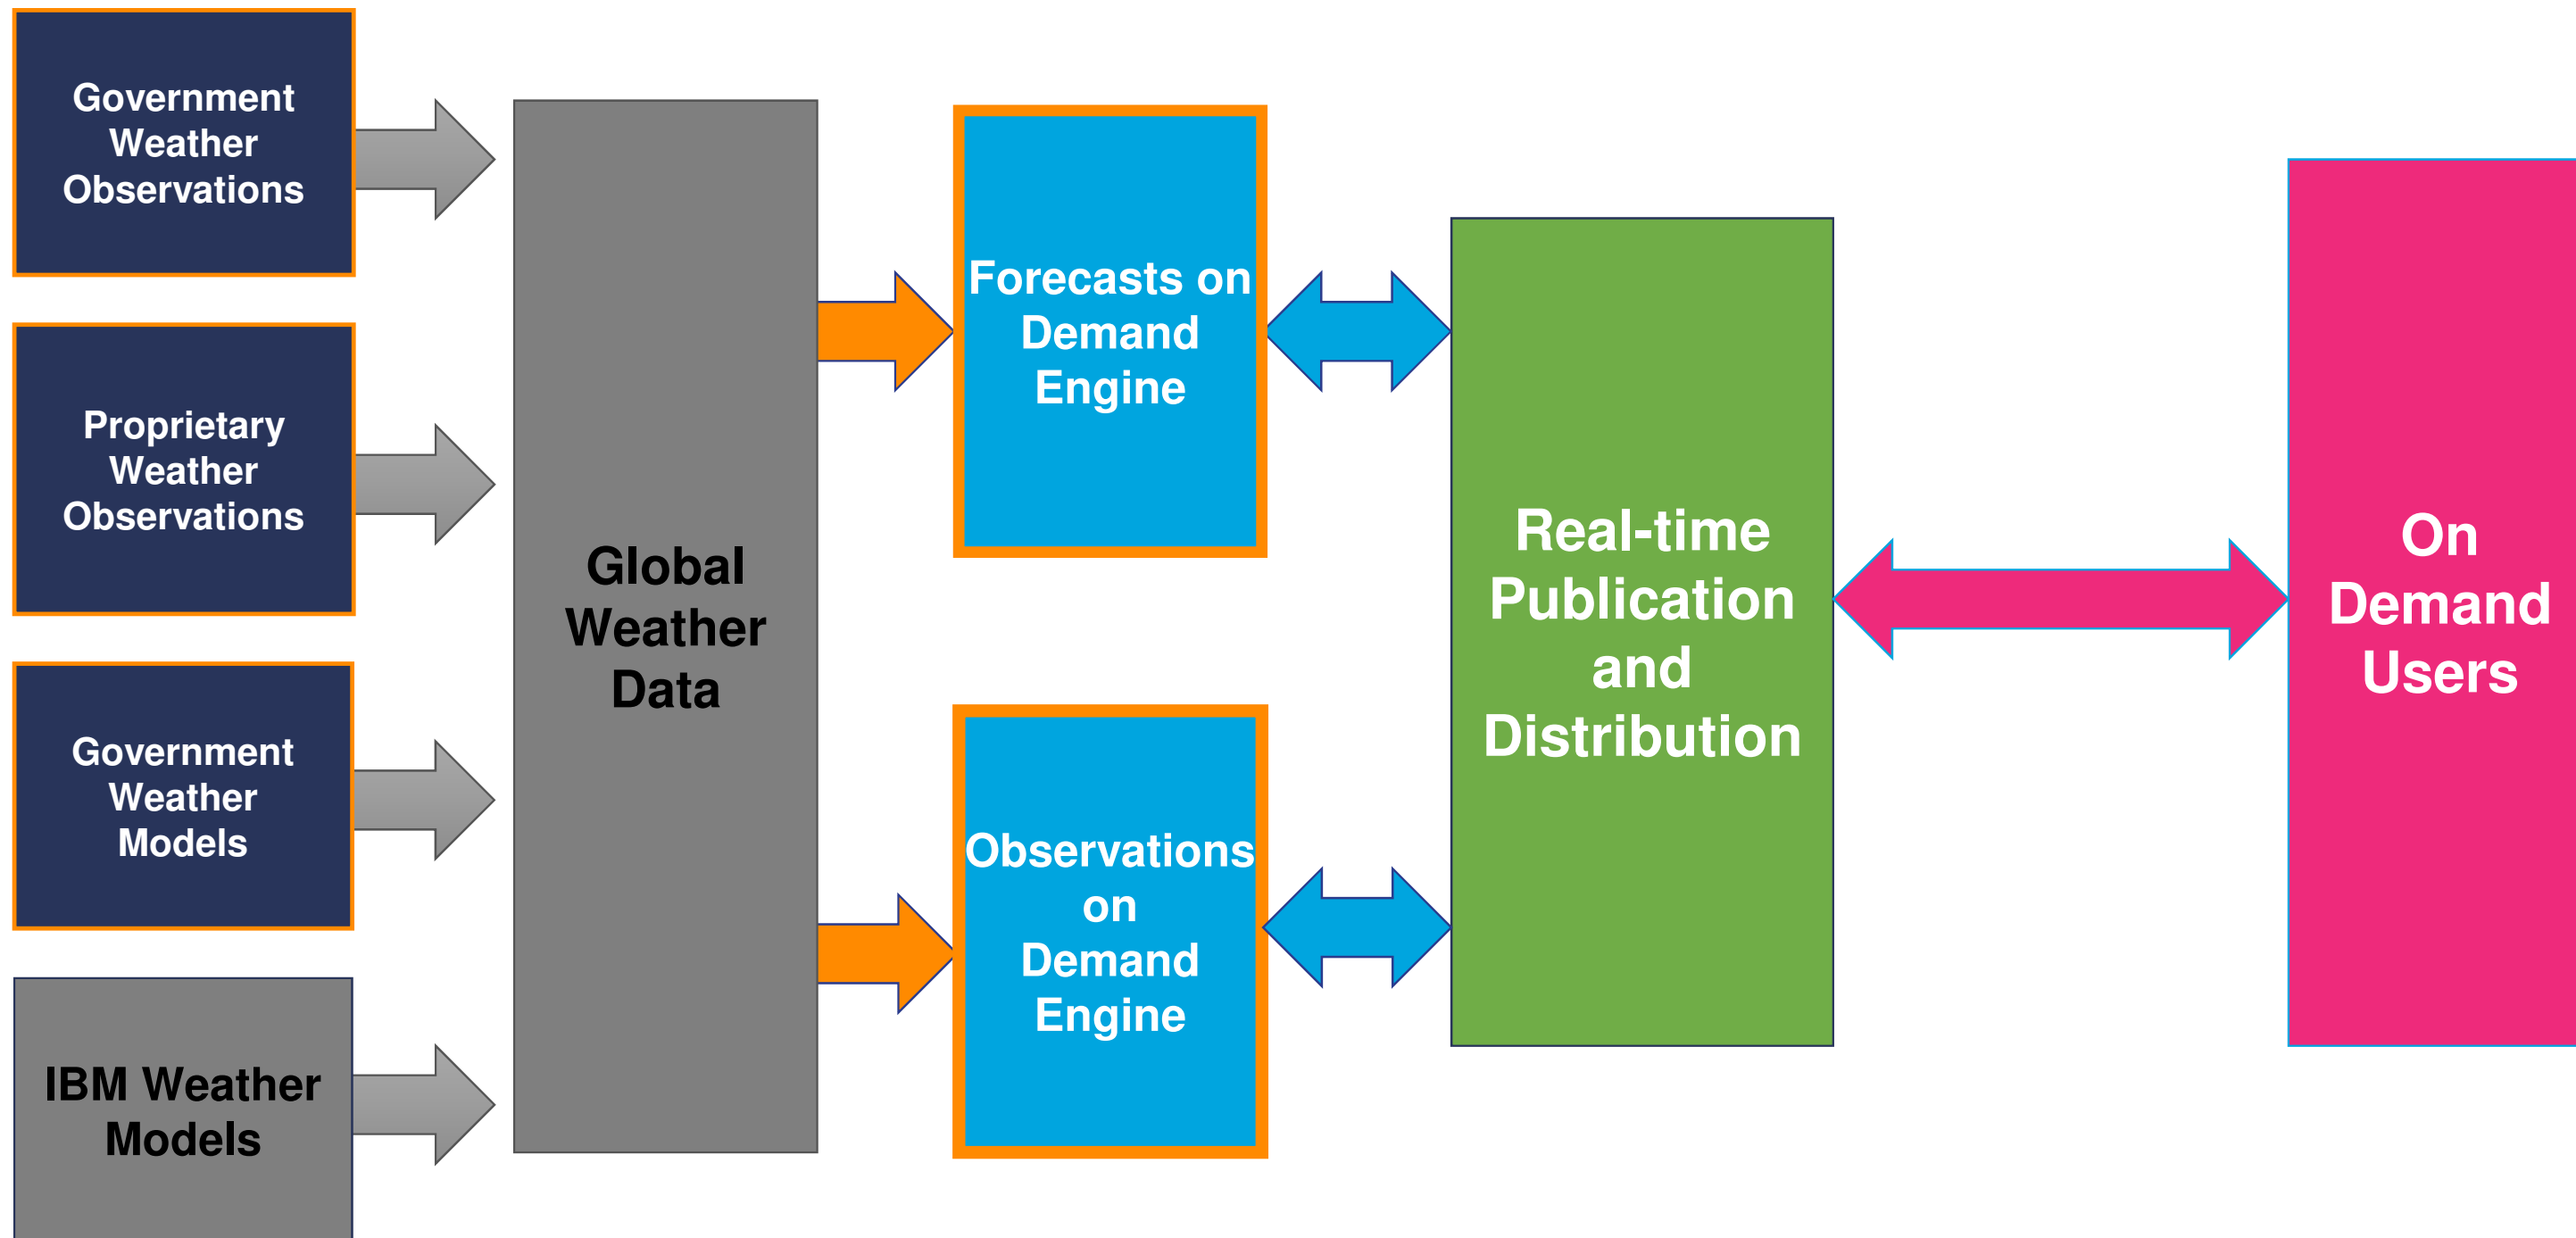 Government
Weather
Observations
Proprietary
Weather
Observations
Government
Weather
Models
IBM Weather
Models
Global
Weather
Data
Forecasts on
Demand
Engine
Observations
on
Demand
Engine
Real-time
Publication
and
Distribution
On
Demand
Users